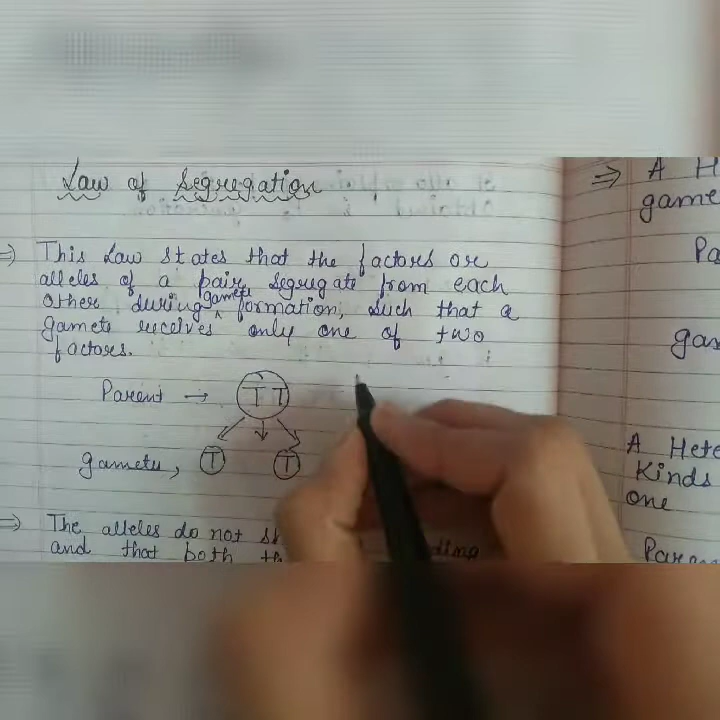 Law of Segregation
⇒ This Law states that the factors or
alleles of a pair segregate from each
other during gamete formation, such that a
gamete receives only one of two
factors.
Parent → TT
gametes, T T
⇒ The alleles do not
and that both
⇒ A
game
gam
A Hete
Kinds
one